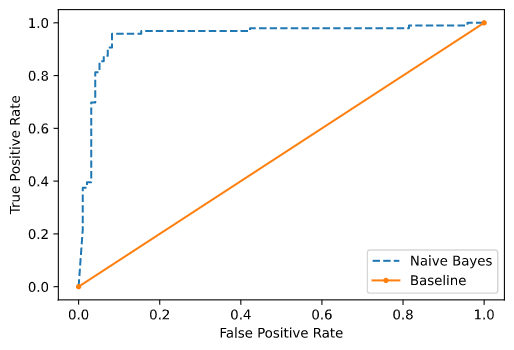 1.0
0.8
0.6
0.4
0.2
0.0
True Positive Rate
Naive Bayes
Baseline
0.0 0.2 0.4 0.6 0.8 1.0
False Positive Rate